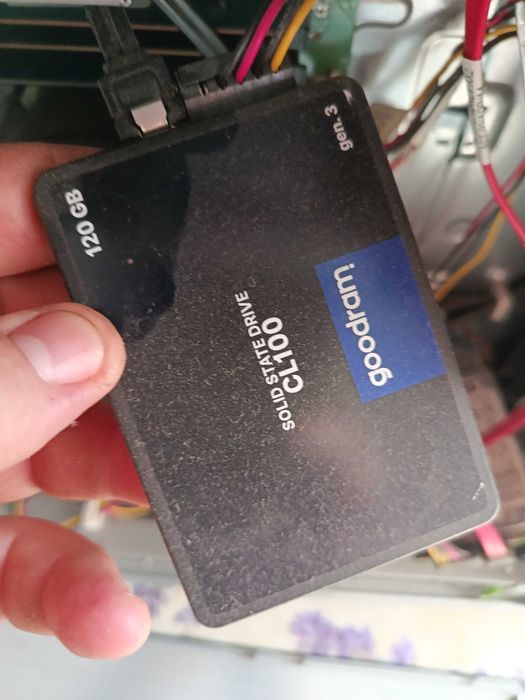 120 GB
gen.3
SOLID STATE DRIVE
CL100
goodram